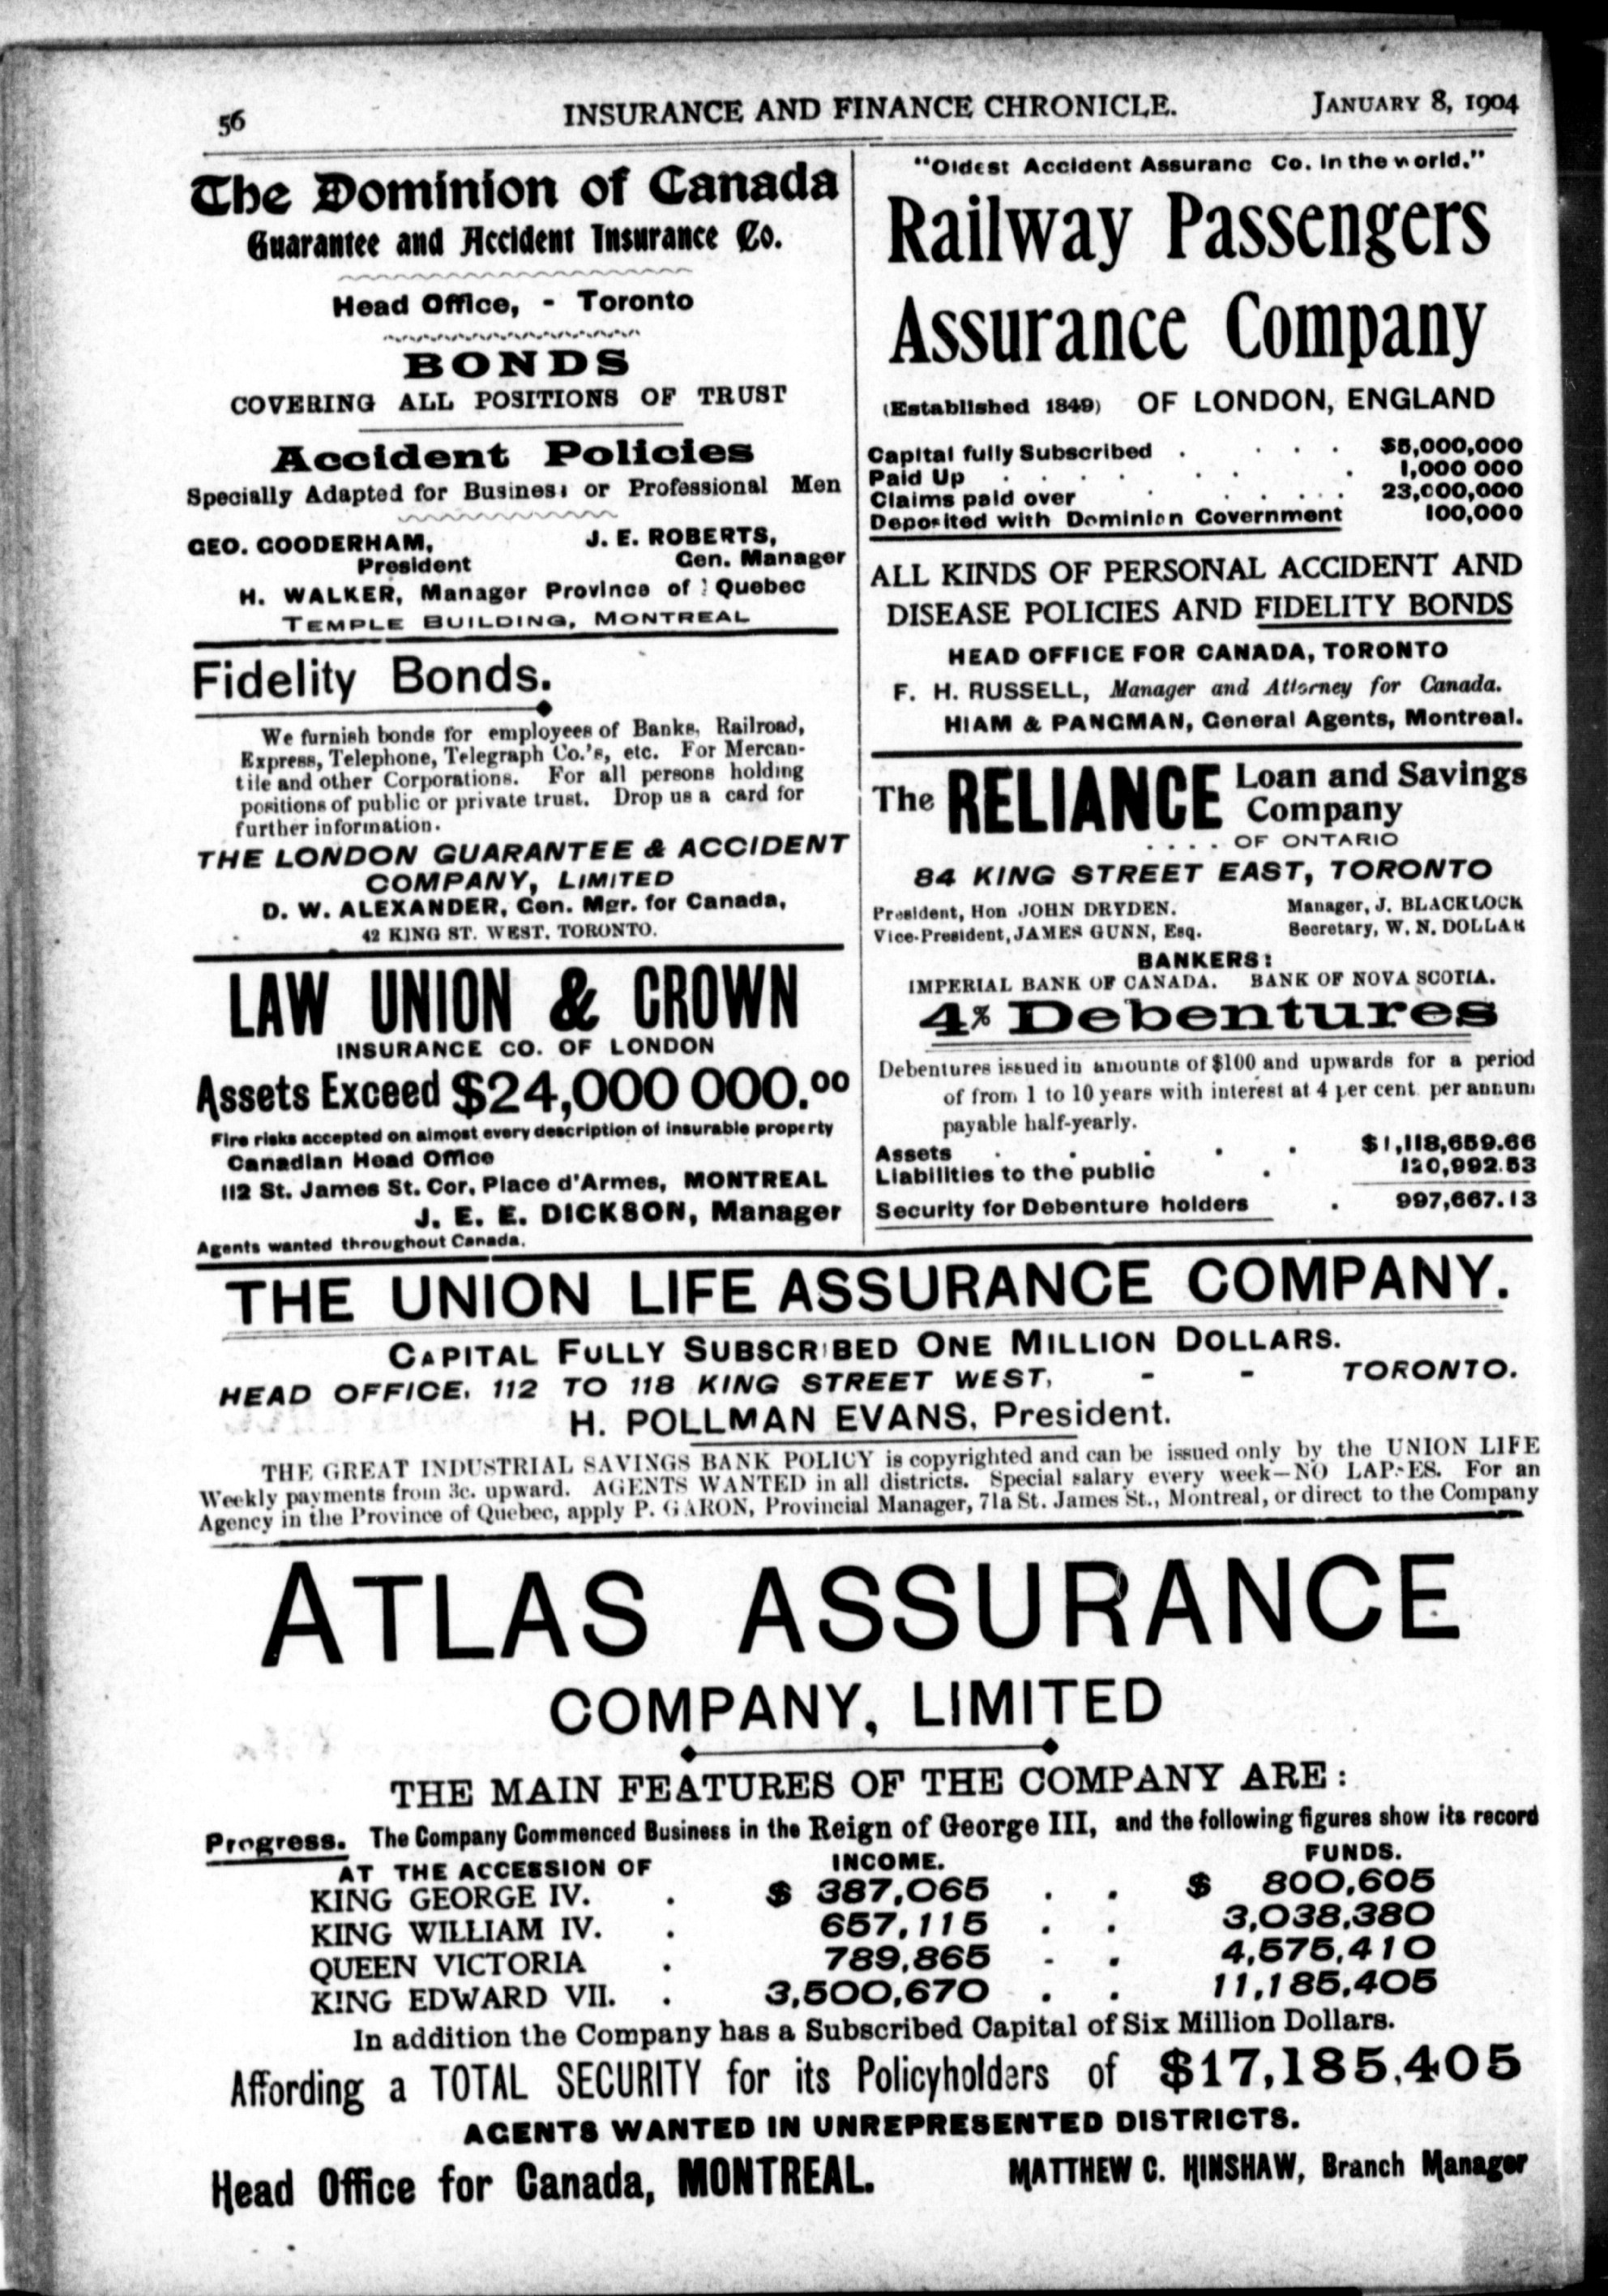 56
INSURANCE AND FINANCE CHRONICLE.
JANUARY 8, 1904
The Dominion of Canada
Guarantee and Accident Insurance Co.
Head Office, - Toronto
BONDS
COVERING ALL POSITIONS OF TRUST
Accident Policies
Specially Adapted for Business or Professional Men
GEO. GOODERHAM,
President
J. E. ROBERTS,
Gen. Manager
H. WALKER, Manager Province of Quebec
TEMPLE BUILDING, MONTREAL
Fidelity Bonds.
We furnish bonds for employees of Banks, Railroad,
Express, Telephone, Telegraph Co.'s, etc. For Mercan-
tile and other Corporations. For all persons holding
positions of public or private trust. Drop us a card for
further information.
THE LONDON GUARANTEE & ACCIDENT
COMPANY, LIMITED
D. W. ALEXANDER, Gen. Mgr. for Canada,
42 KING ST. WEST, TORONTO.
LAW UNION & CROWN
INSURANCE CO. OF LONDON
Assets Exceed $24,000 000.00
Fire risks accepted on almost every description of insurable property
Canadian Head Office
112 St. James St. Cor. Place d'Armes, MONTREAL
J. E. E. DICKSON, Manager
Agents wanted throughout Canada.
"Oldest Accident Assuranc Co. in the world."
Railway Passengers
Assurance Company
(Established 1849) OF LONDON, ENGLAND
Capital fully Subscribed . . . . $5,000,000
Paid Up . . . . . . 1,000 000
Claims paid over . . . . . 23,000,000
Deposited with Dominion Government 100,000
ALL KINDS OF PERSONAL ACCIDENT AND
DISEASE POLICIES AND FIDELITY BONDS
HEAD OFFICE FOR CANADA, TORONTO
F. H. RUSSELL, Manager and Attorney for Canada.
HIAM & PANGMAN, General Agents, Montreal.
The RELIANCE Loan and Savings
Company
. . . . OF ONTARIO
84 KING STREET EAST, TORONTO
President, Hon JOHN DRYDEN. Manager, J. BLACKLOCK
Vice-President, JAMES GUNN, Esq. Secretary, W. N. DOLLAR
BANKERS:
IMPERIAL BANK OF CANADA. BANK OF NOVA SCOTIA.
4% Debentures
Debentures issued in amounts of $100 and upwards for a period
of from 1 to 10 years with interest at 4 per cent. per annum
payable half-yearly.
Assets . . . . $1,118,659.66
Liabilities to the public . 120,992.53
Security for Debenture holders . 997,667.13
THE UNION LIFE ASSURANCE COMPANY.
CAPITAL FULLY SUBSCRIBED ONE MILLION DOLLARS.
HEAD OFFICE, 112 TO 118 KING STREET WEST, - - TORONTO.
H. POLLMAN EVANS, President.
THE GREAT INDUSTRIAL SAVINGS BANK POLICY is copyrighted and can be issued only by the UNION LIFE
Weekly payments from 3c. upward. AGENTS WANTED in all districts. Special salary every week—NO LAPSES. For an
Agency in the Province of Quebec, apply P. GARON, Provincial Manager, 71a St. James St., Montreal, or direct to the Company
ATLAS ASSURANCE
COMPANY, LIMITED
THE MAIN FEATURES OF THE COMPANY ARE:
Progress. The Company Commenced Business in the Reign of George III, and the following figures show its record
AT THE ACCESSION OF INCOME. FUNDS.
KING GEORGE IV. . $ 387,065 . . $ 800,605
KING WILLIAM IV. . 657,115 . . 3,038,380
QUEEN VICTORIA . 789,865 - . 4,575,410
KING EDWARD VII. . 3,500,670 . . 11,185,405
In addition the Company has a Subscribed Capital of Six Million Dollars.
Affording a TOTAL SECURITY for its Policyholders of $17,185,405
AGENTS WANTED IN UNREPRESENTED DISTRICTS.
Head Office for Canada, MONTREAL. MATTHEW C. HINSHAW, Branch Manager